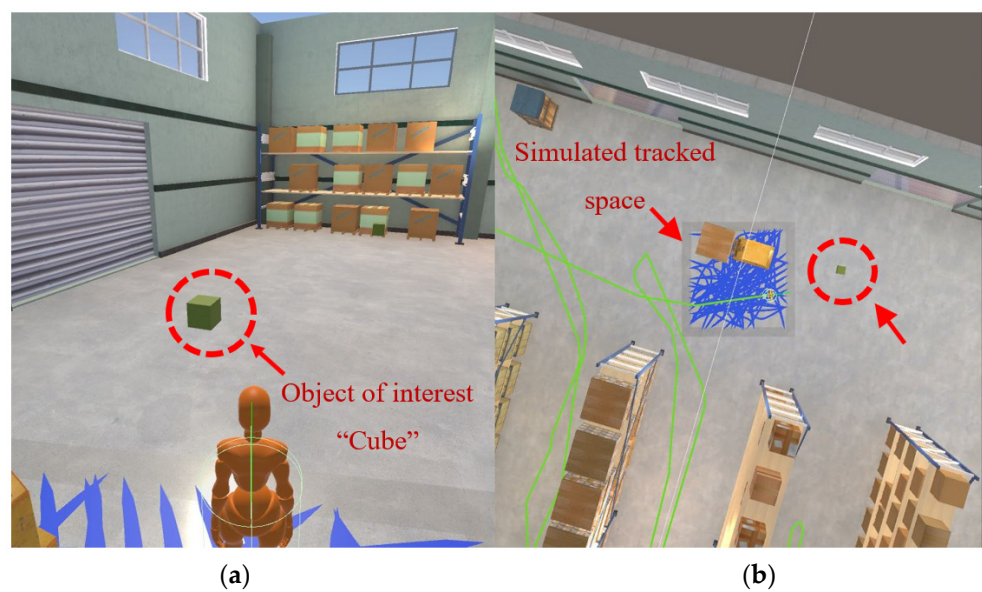 Simulated tracked
space
Object of interest
“Cube”
(a)
(b)